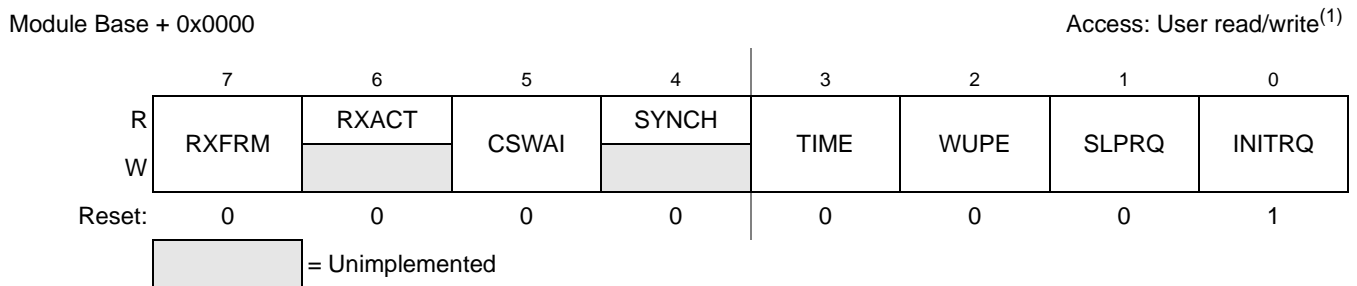 Module Base + 0x0000 Access: User read/write(1)
7 6 5 4 3 2 1 0
R RXFRM RXACT CSWAI SYNCH TIME WUPE SLPRQ INITRQ
W
Reset: 0 0 0 0 0 0 0 1
= Unimplemented